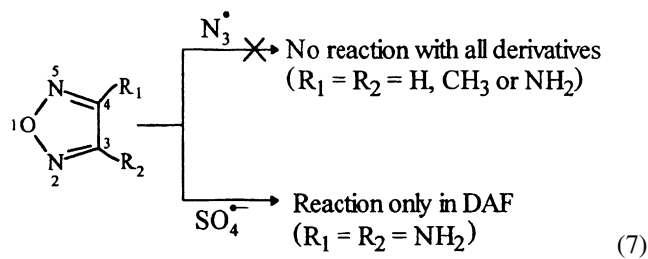 N₃•
No reaction with all derivatives
(R₁ = R₂ = H, CH₃ or NH₂)
5
N
R₁
4
1 O
3
N
R₂
2
Reaction only in DAF
SO₄•−
(R₁ = R₂ = NH₂)
(7)